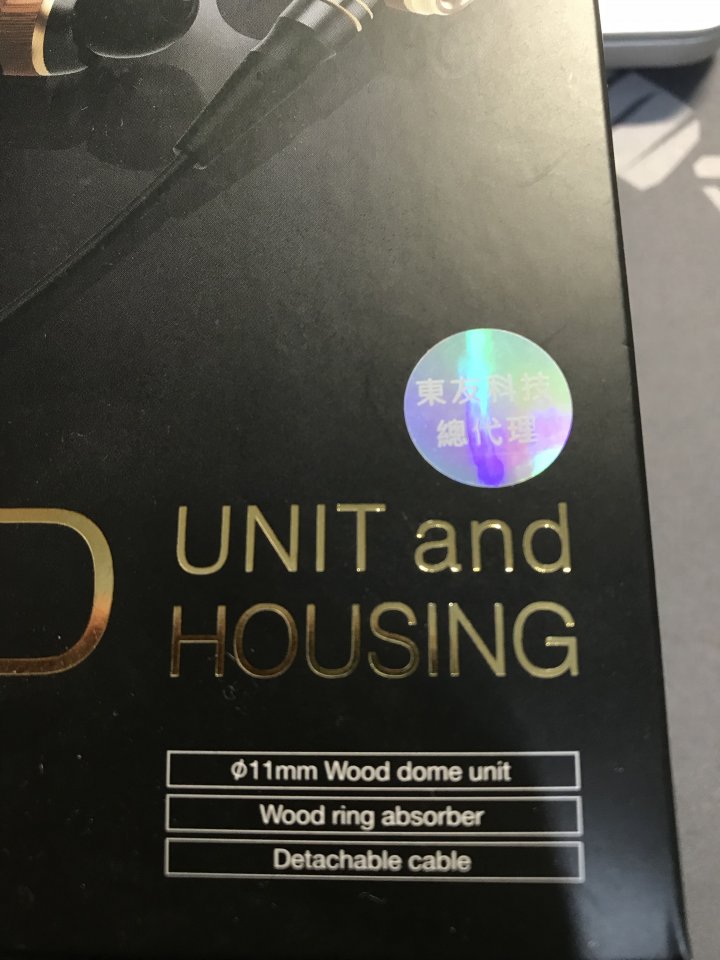 東友科技
總代理
D
UNIT and
HOUSING
φ11mm Wood dome unit
Wood ring absorber
Detachable cable